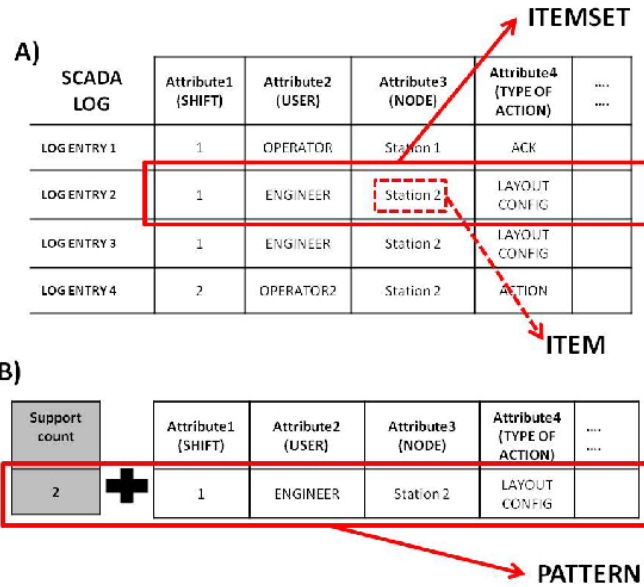 ITEMSET
A)
SCADA LOG Attribute1 (SHIFT) Attribute2 (USER) Attribute3 (NODE) Attribute4 (TYPE OF ACTION) .... ....
LOG ENTRY 1 1 OPERATOR Station 1 ACK
LOG ENTRY 2 1 ENGINEER Station 2 LAYOUT CONFIG
LOG ENTRY 3 1 ENGINEER Station 2 LAYOUT CONFIG
LOG ENTRY 4 2 OPERATOR2 Station 2 ACTION
ITEM
B)
Support count Attribute1 (SHIFT) Attribute2 (USER) Attribute3 (NODE) Attribute4 (TYPE OF ACTION) .... ....
2 1 ENGINEER Station 2 LAYOUT CONFIG
PATTERN